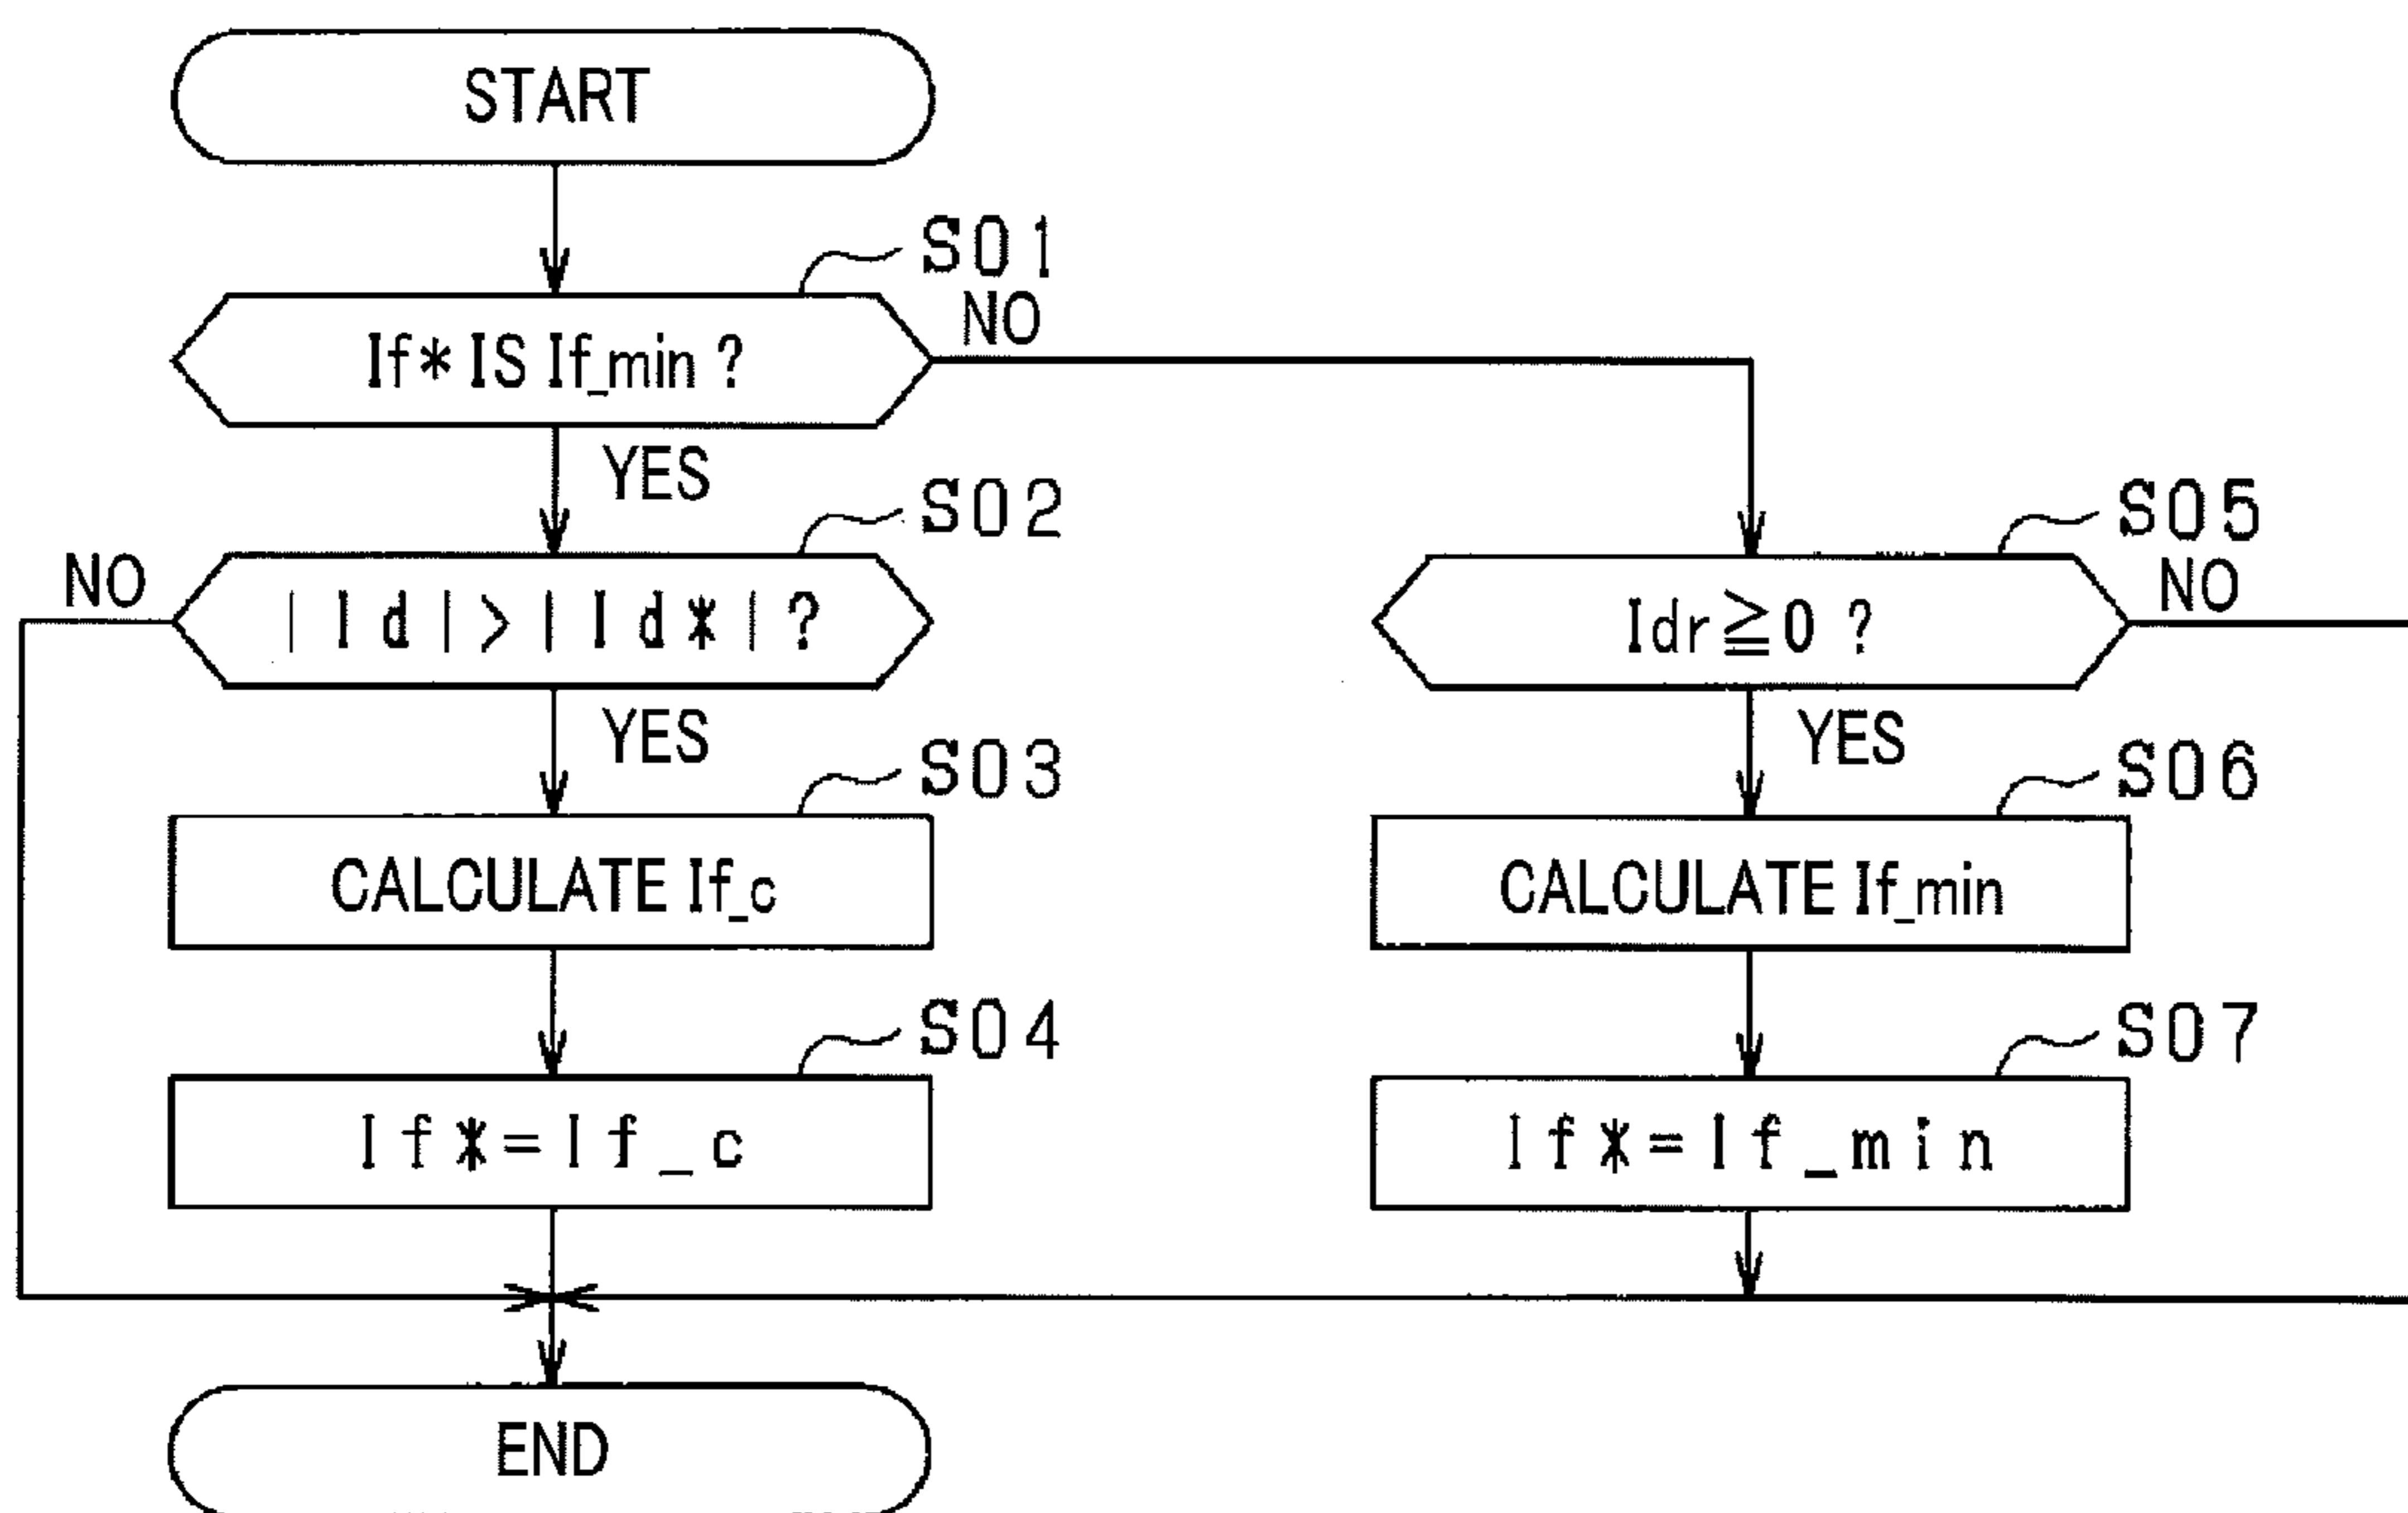 START
S01
If*IS If_min ?
NO
YES
S02
NO
|Id|>|Id*|?
YES
S03
CALCULATE If_c
S04
If*=If_c
S05
Idr≧0 ?
NO
YES
S06
CALCULATE If_min
S07
If*=If_min
END